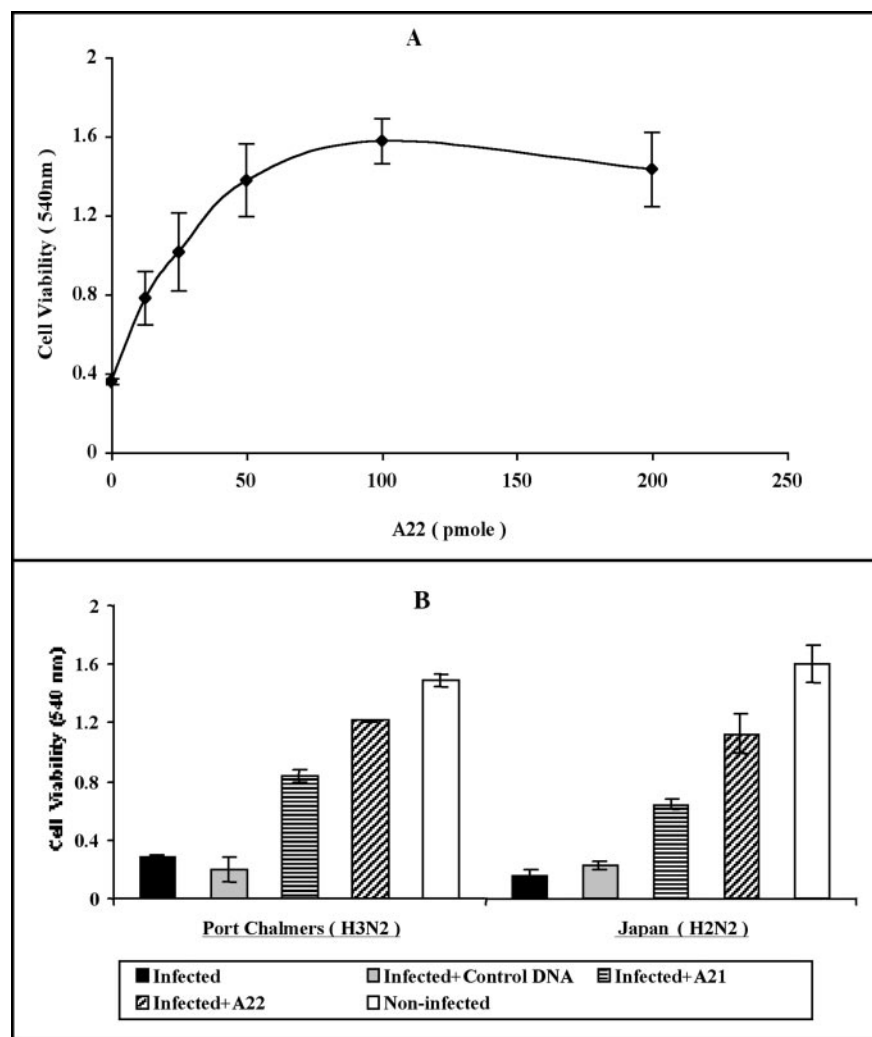 A
2
1.6
1.2
0.8
0.4
0
Cell Viability ( 540nm )
0 50 100 150 200 250
A22 ( pmole )
B
2
1.6
1.2
0.8
0.4
0
Cell Viability (540 nm)
Port Chalmers ( H3N2 ) Japan ( H2N2 )
Infected Infected+Control DNA Infected+A21
Infected+A22 Non-infected